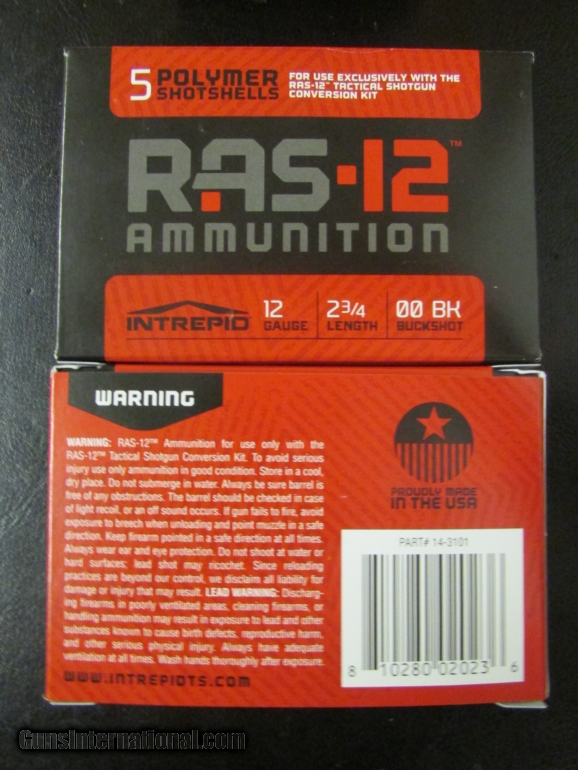 5 POLYMER SHOTSHELLS
FOR USE EXCLUSIVELY WITH THE
RAS-12™ TACTICAL SHOTGUN
CONVERSION KIT
RAS·12™
AMMUNITION
INTREPID
12 GAUGE
2 3/4 LENGTH
00 BK BUCKSHOT
WARNING
WARNING: RAS-12™ Ammunition for use only with the
RAS-12™ Tactical Shotgun Conversion Kit. To avoid serious
injury use only ammunition in good condition. Store in a cool,
dry place. Do not submerge in water. Always be sure barrel is
free of any obstructions. The barrel should be checked in case
of light recoil, or an off sound occurs. If gun fails to fire, avoid
exposure to breech when unloading and point muzzle in a safe
direction. Keep firearm pointed in a safe direction at all times.
Always wear ear and eye protection. Do not shoot at water or
hard surfaces; lead shot may ricochet. Since reloading
practices are beyond our control, we disclaim all liability for
damage or injury that may result. LEAD WARNING: Discharg-
ing firearms in poorly ventilated areas, cleaning firearms, or
handling ammunition may result in exposure to lead and other
substances known to cause birth defects, reproductive harm,
and other serious physical injury. Always have adequate
ventilation at all times. Wash hands thoroughly after exposure.
WWW.INTREPIDTS.COM
PROUDLY MADE
IN THE USA
PART# 14-3101
8 10280 02023 6
GunsInternational.com